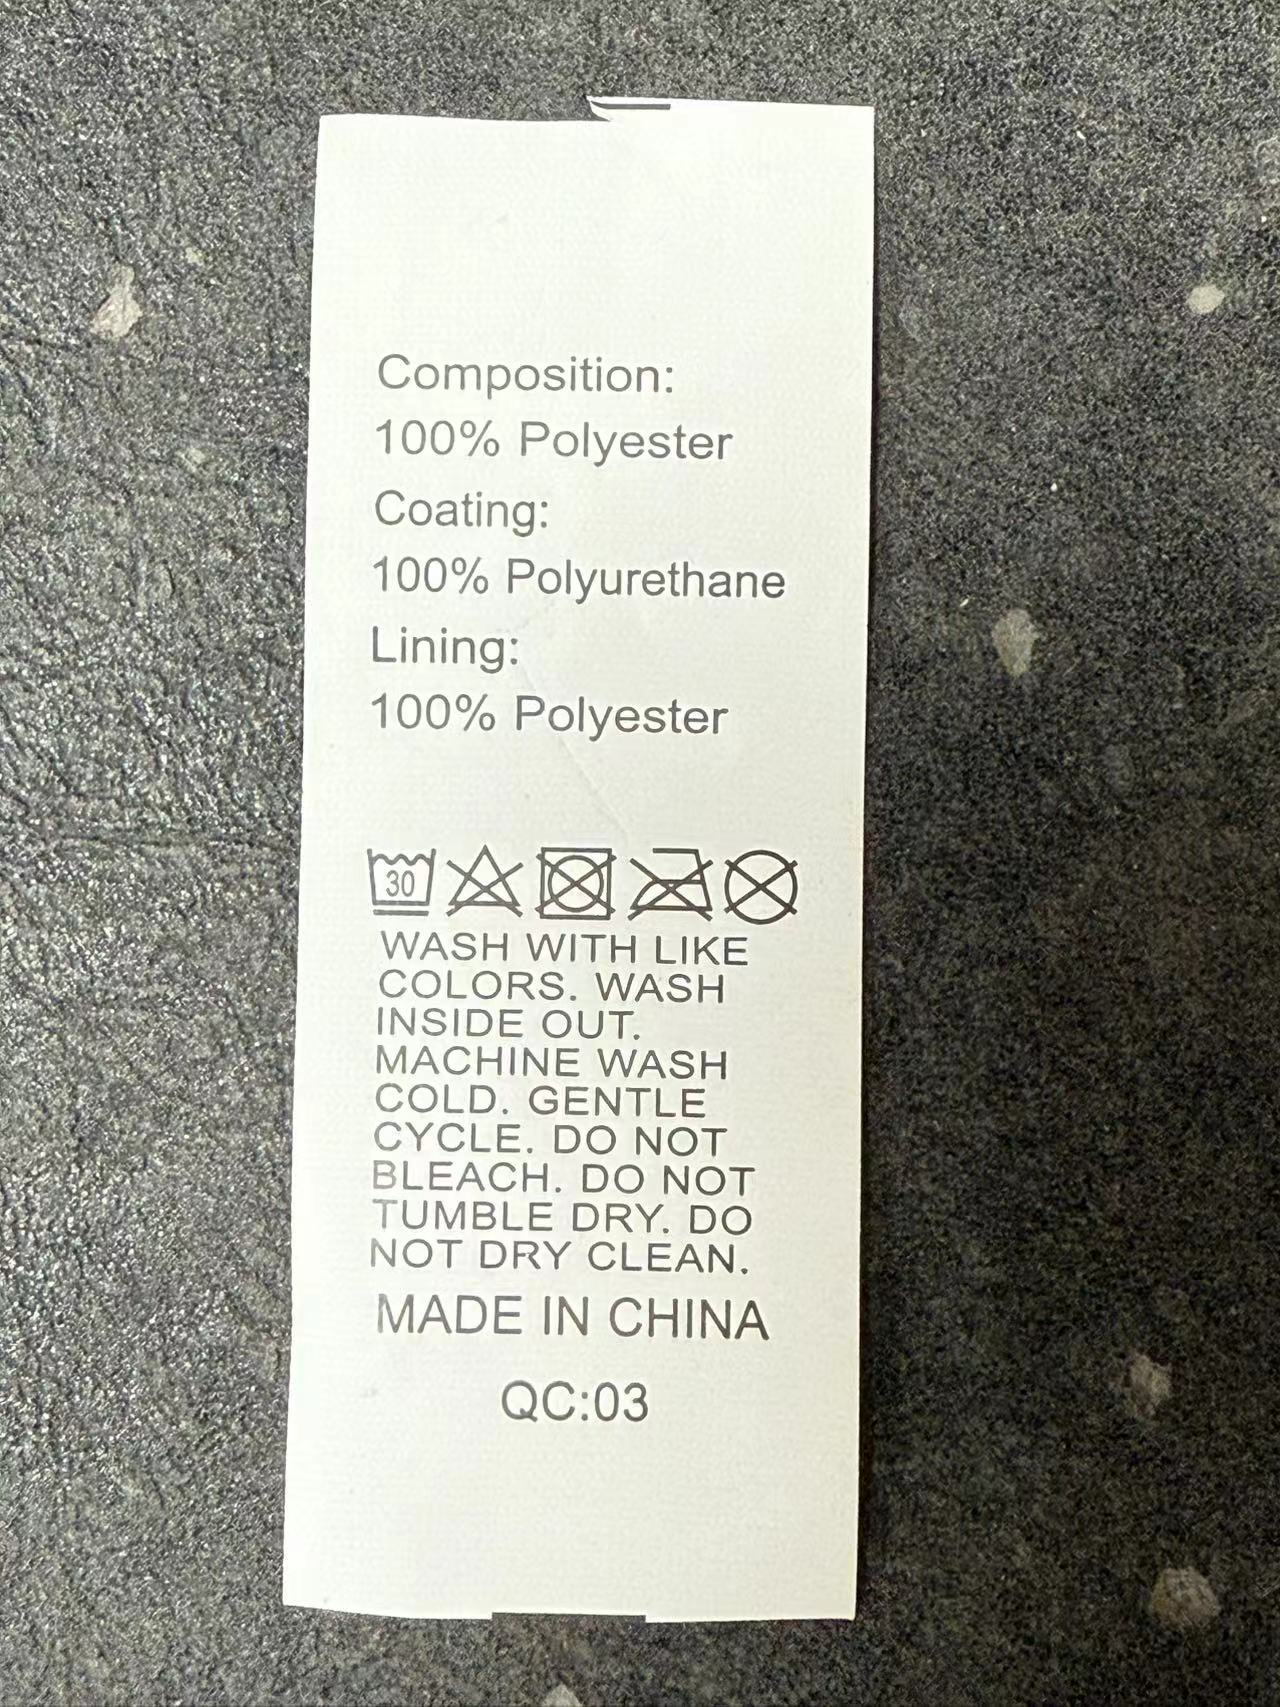 Composition:
100% Polyester
Coating:
100% Polyurethane
Lining:
100% Polyester
30
WASH WITH LIKE
COLORS. WASH
INSIDE OUT.
MACHINE WASH
COLD. GENTLE
CYCLE. DO NOT
BLEACH. DO NOT
TUMBLE DRY. DO
NOT DRY CLEAN.
MADE IN CHINA
QC:03